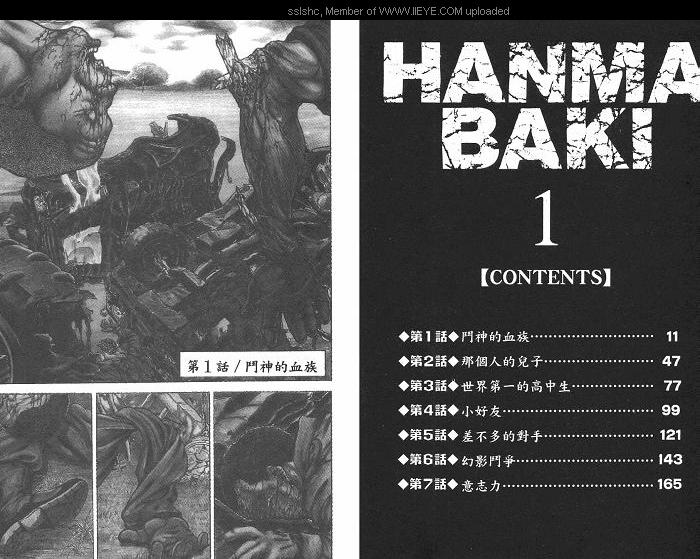 sslshc, Member of WWW.IIEYE.COM uploaded
HANMA
BAKI
1
【CONTENTS】
◆第1話◆鬥神的血族……………………… 11
◆第2話◆那個人的兒子…………………… 47
◆第3話◆世界第一的高中生……………… 77
◆第4話◆小好友…………………………… 99
◆第5話◆差不多的對手…………………… 121
◆第6話◆幻影鬥爭………………………… 143
◆第7話◆意志力…………………………… 165
第1話/鬥神的血族